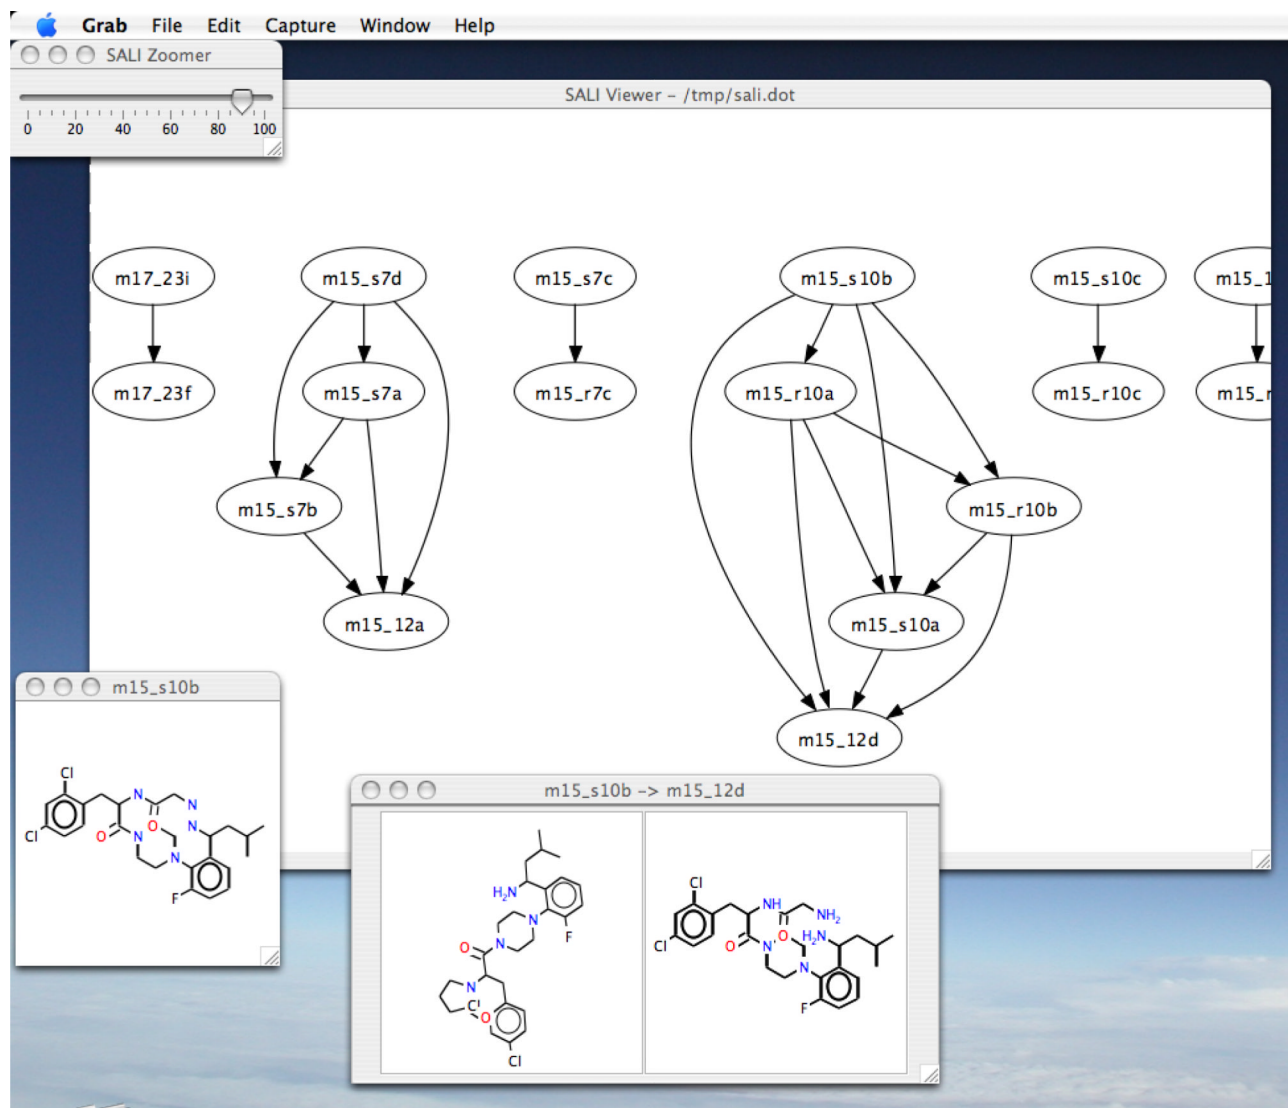 Grab File Edit Capture Window Help
SALI Zoomer
0 20 40 60 80 100
SALI Viewer - /tmp/sali.dot
m17_23i m15_s7d m15_s7c m15_s10b m15_s10c m15_1
m17_23f m15_s7a m15_r7c m15_r10a m15_r10c m15_r
m15_s7b m15_r10b
m15_12a m15_s10a
m15_12d
m15_s10b
Cl
N N
Cl O O N N
N
F
m15_s10b -> m15_12d
H2N
N F
O N
N
Cl O
Cl
Cl
NH NH2
Cl O O N H2N
N
F